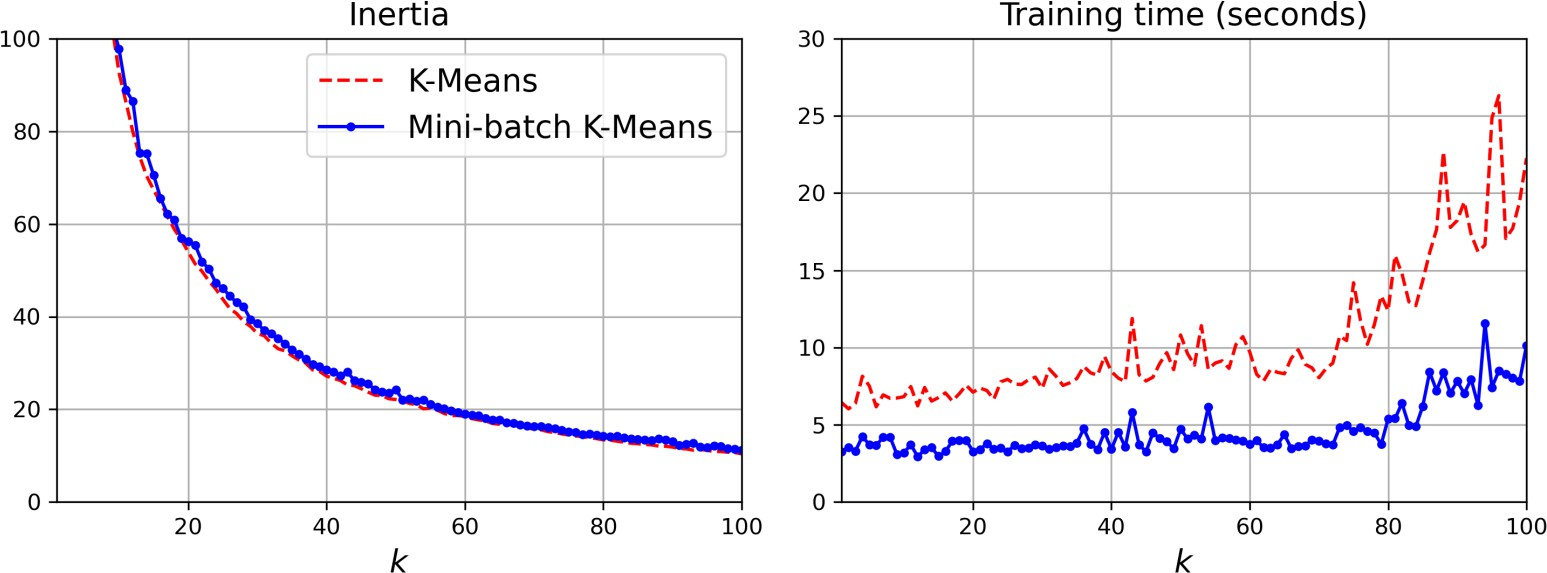 Inertia
100
80
60
40
20
0
K-Means
Mini-batch K-Means
20 40 60 80 100
k
Training time (seconds)
30
25
20
15
10
5
0
20 40 60 80 100
k